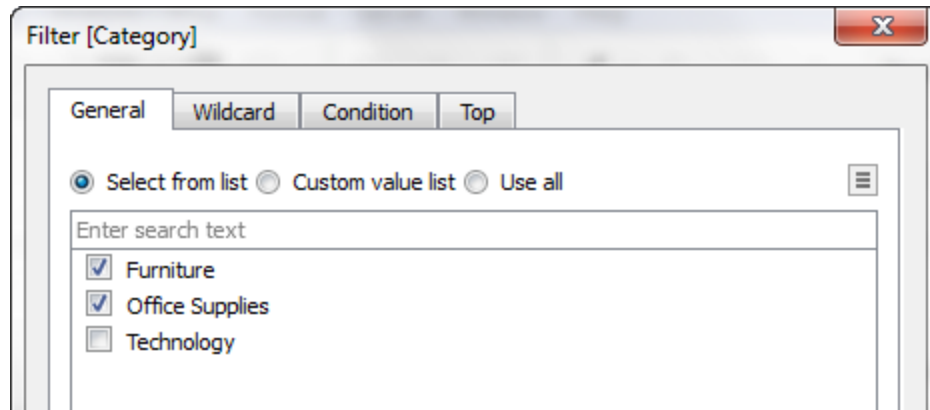 Filter [Category]
General Wildcard Condition Top
Select from list Custom value list Use all
Enter search text
Furniture
Office Supplies
Technology